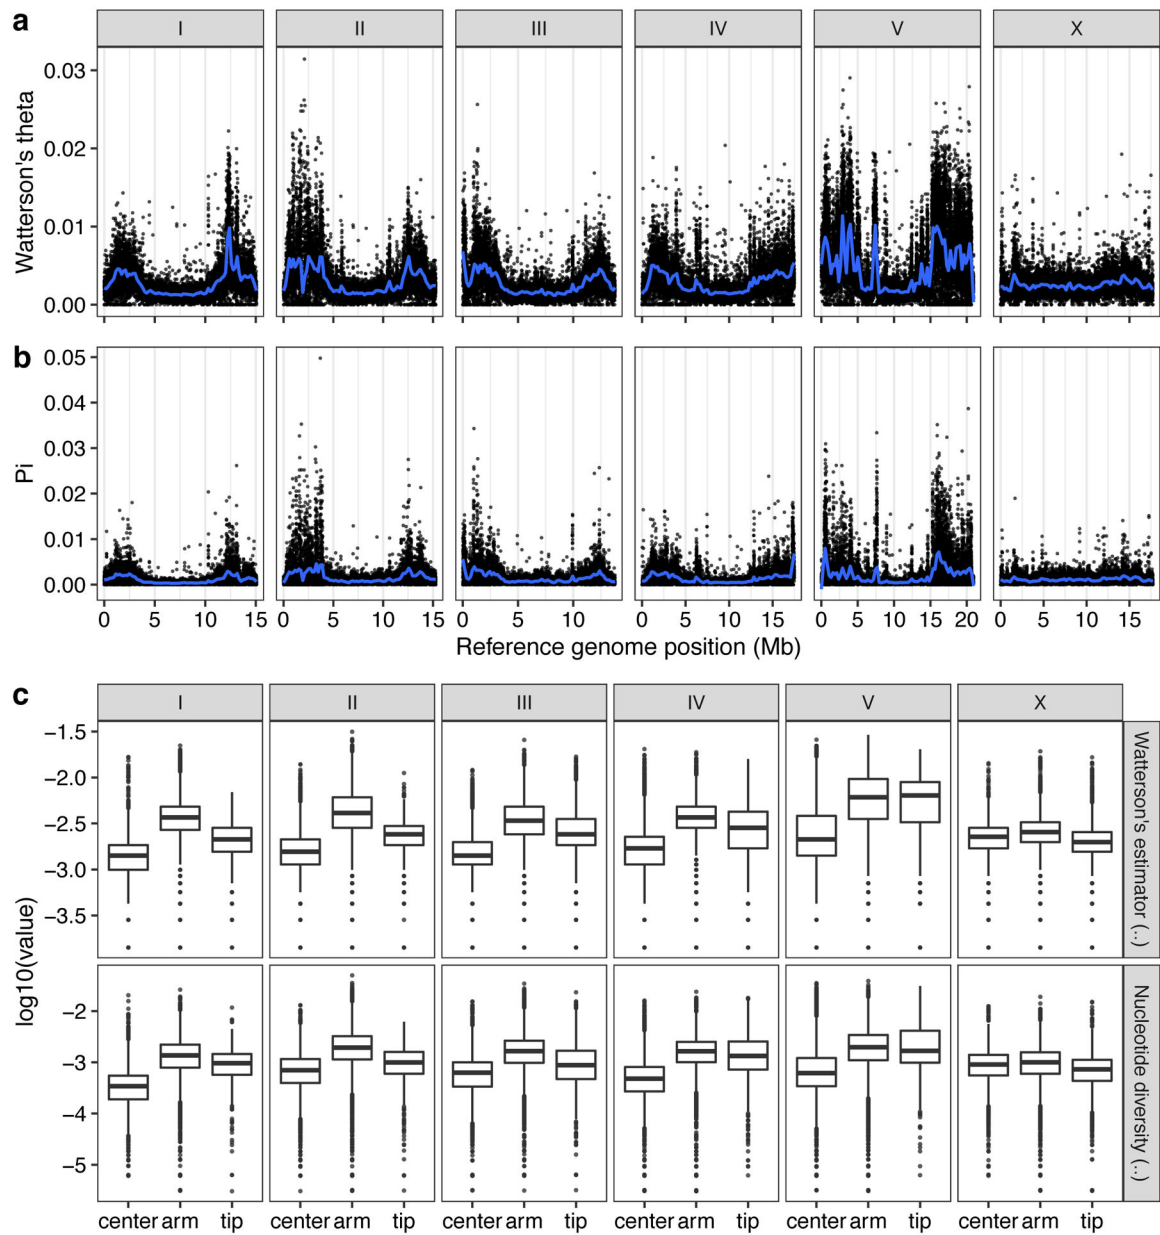 a
I II III IV V X
Watterson's theta
0.03
0.02
0.01
0.00
b
Pi
0.05
0.04
0.03
0.02
0.01
0.00
0 5 10 15 0 5 10 15 0 5 10 0 5 10 15 0 5 10 15 20 0 5 10 15
Reference genome position (Mb)
c
I II III IV V X
log10(value)
−1.5
−2.0
−2.5
−3.0
−3.5
Watterson's estimator (..)
−2
−3
−4
−5
Nucleotide diversity (..)
center arm tip center arm tip center arm tip center arm tip center arm tip center arm tip